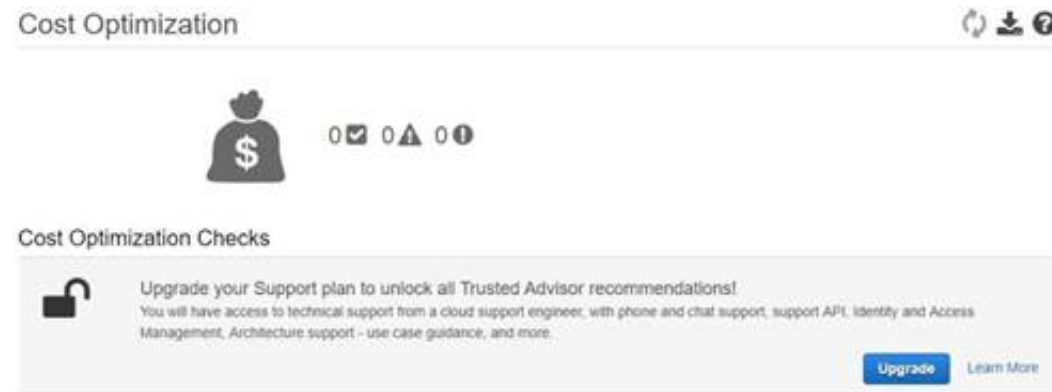 Cost Optimization
$
0 0 0
Cost Optimization Checks
Upgrade your Support plan to unlock all Trusted Advisor recommendations!
You will have access to technical support from a cloud support engineer, with phone and chat support, support API, Identity and Access
Management, Architecture support - use case guidance, and more.
Upgrade Learn More